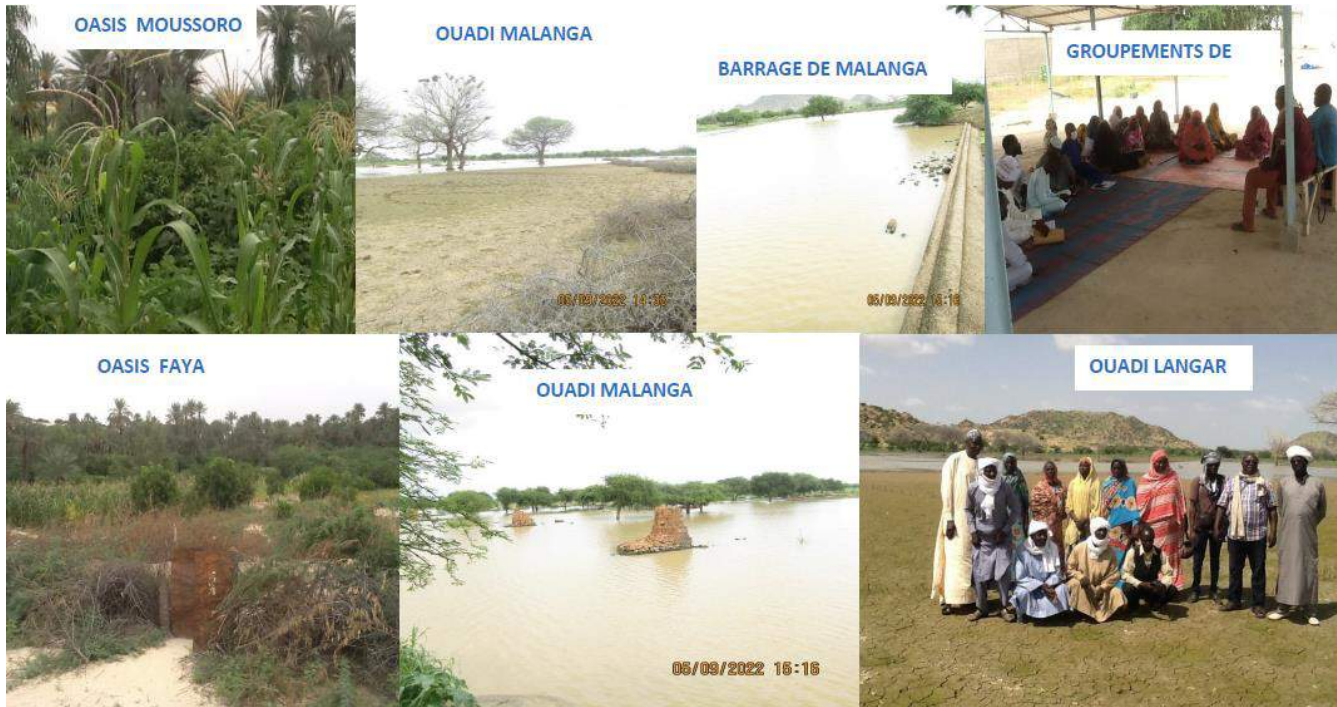 OASIS MOUSSORO
OUADI MALANGA
BARRAGE DE MALANGA
GROUPEMENTS DE
05/09/2022 14:36
05/09/2022 15:16
OASIS FAYA
OUADI MALANGA
OUADI LANGAR
05/09/2022 15:16